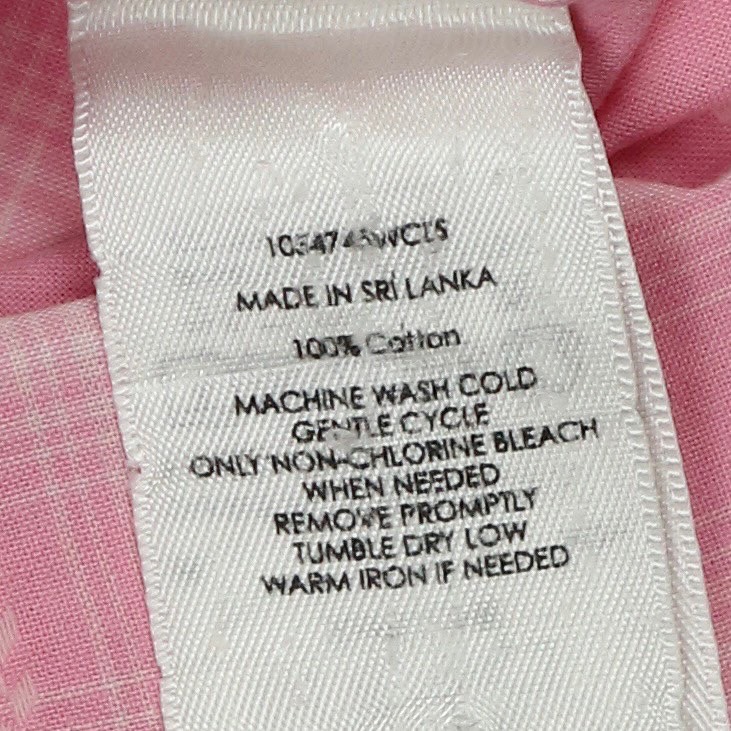 MADE IN SRI LANKA
100% Cotton
MACHINE WASH COLD
GENTLE CYCLE
ONLY NON-CHLORINE BLEACH
WHEN NEEDED
REMOVE PROMPTLY
TUMBLE DRY LOW
WARM IRON IF NEEDED